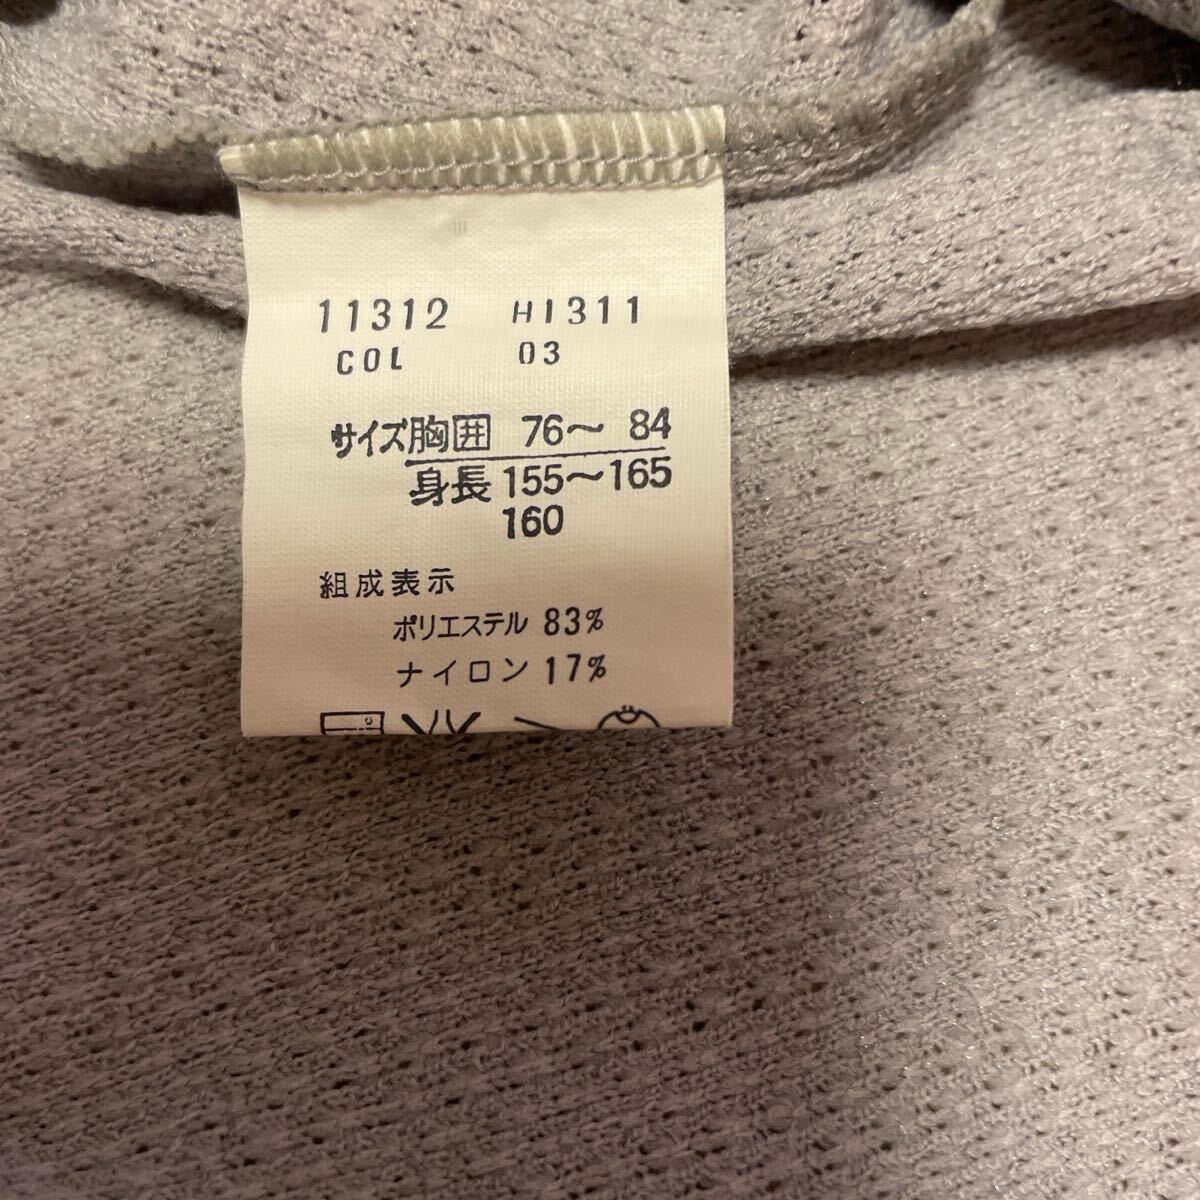 11312 H1311
COL 03
サイズ 胸囲 76〜84
身長 155〜165
160
組成表示
ポリエステル 83%
ナイロン 17%